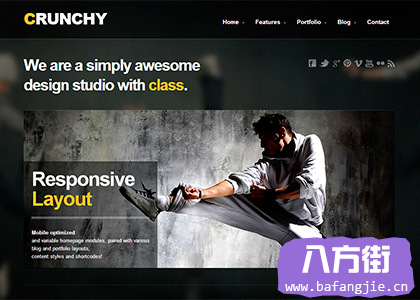 CRUNCHY
Home Features Portfolio Blog Contact
We are a simply awesome
design studio with class.
Responsive
Layout
Mobile optimized
and variable homepage modules, paired with various
blog and portfolio layouts,
content styles and shortcodes!
八方街
www.bafangjie.cn